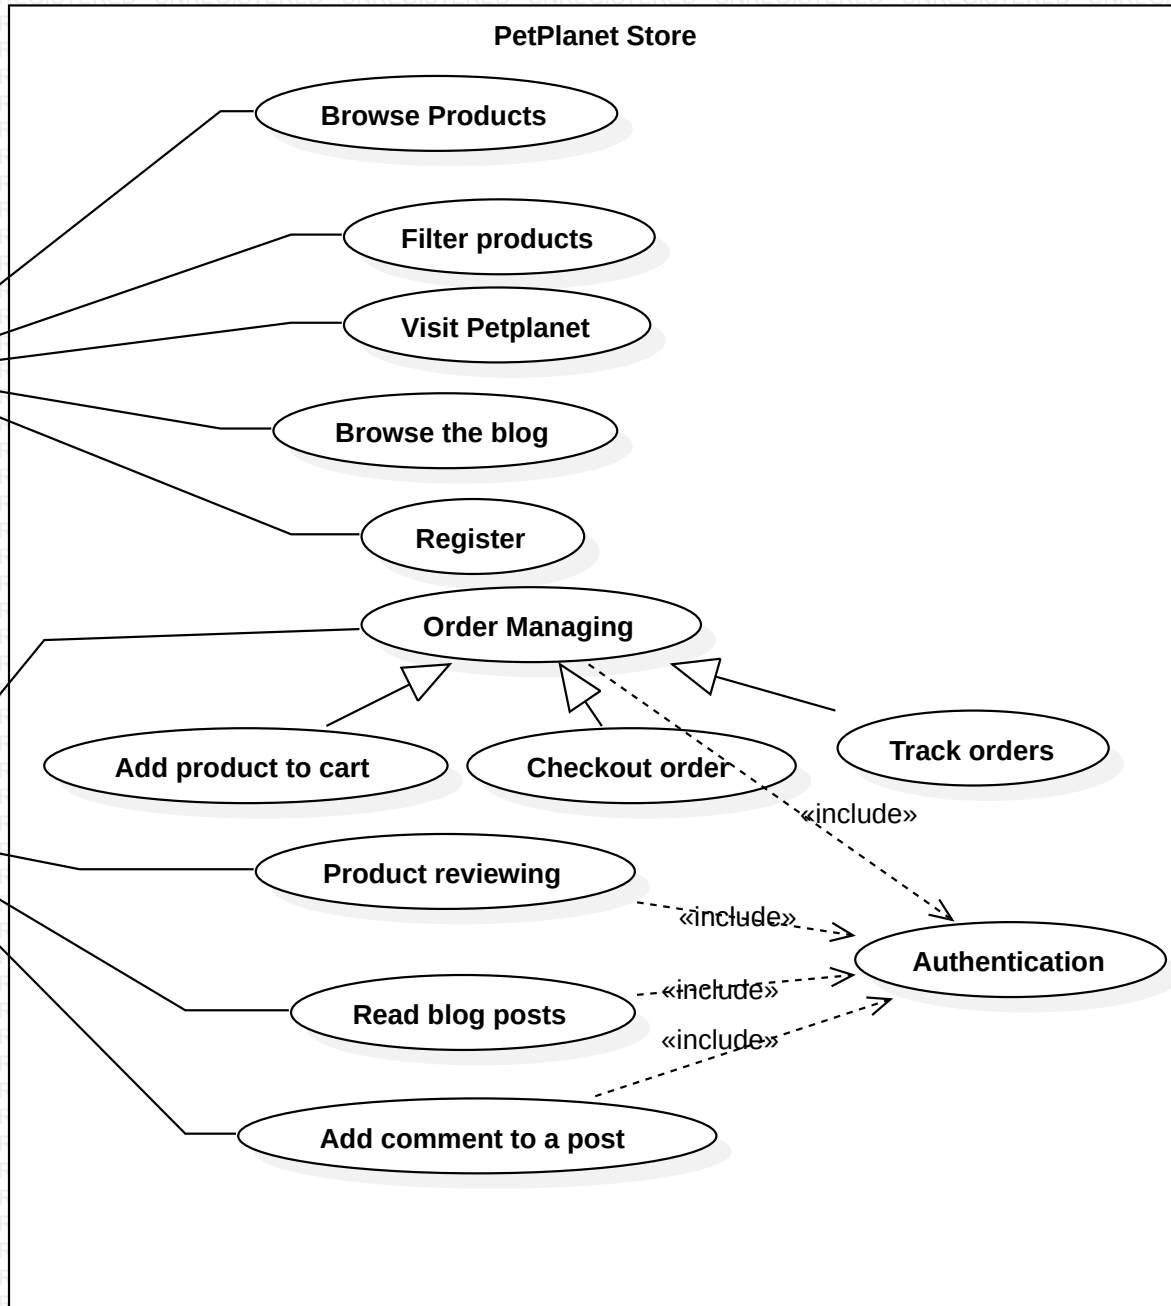 PetPlanet Store
Browse Products
Filter products
Visit Petplanet
Browse the blog
Register
Order Managing
Add product to cart
Checkout order
Track orders
«include»
Product reviewing
«include»
Authentication
«include»
Read blog posts
«include»
Add comment to a post